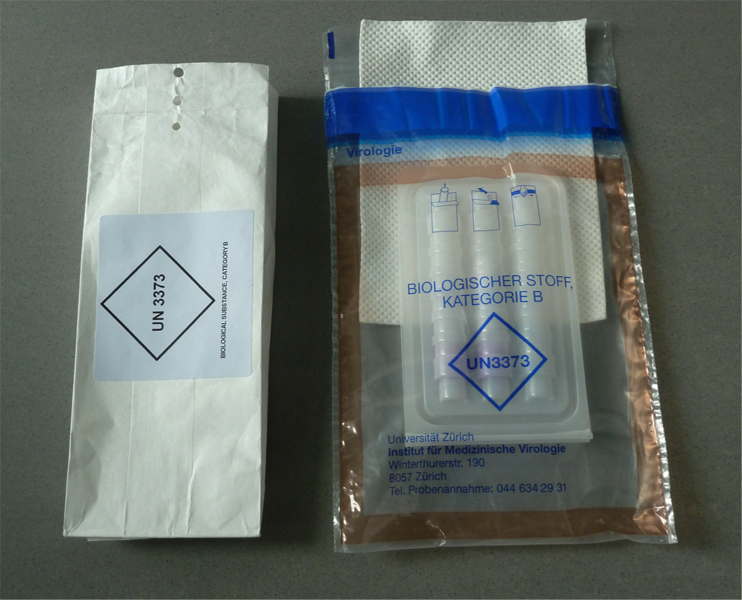 UN 3373
BIOLOGICAL SUBSTANCE, CATEGORY B
Virologie
BIOLOGISCHER STOFF,
KATEGORIE B
UN3373
Universität Zürich
Institut für Medizinische Virologie
Winterthurerstr. 190
8057 Zürich
Tel. Probenannahme: 044 634 29 31